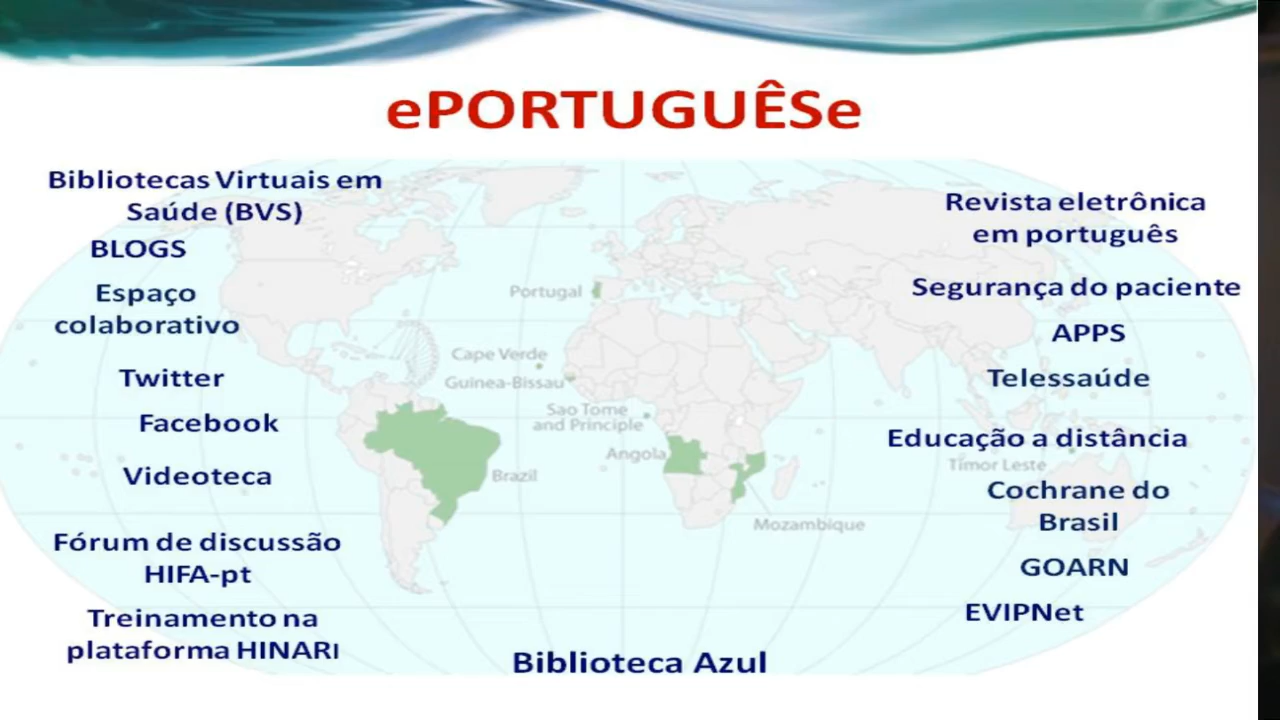 ePORTUGUÊSe
Bibliotecas Virtuais em
Saúde (BVS)
BLOGS
Espaço
colaborativo
Twitter
Facebook
Videoteca
Fórum de discussão
HIFA-pt
Treinamento na
plataforma HINARI
Portugal
Cape Verde
Guinea-Bissau
Sao Tome
and Principle
Angola
Brazil
Mozambique
Timor Leste
Revista eletrônica
em português
Segurança do paciente
APPS
Telessaúde
Educação a distância
Cochrane do
Brasil
GOARN
EVIPNet
Biblioteca Azul